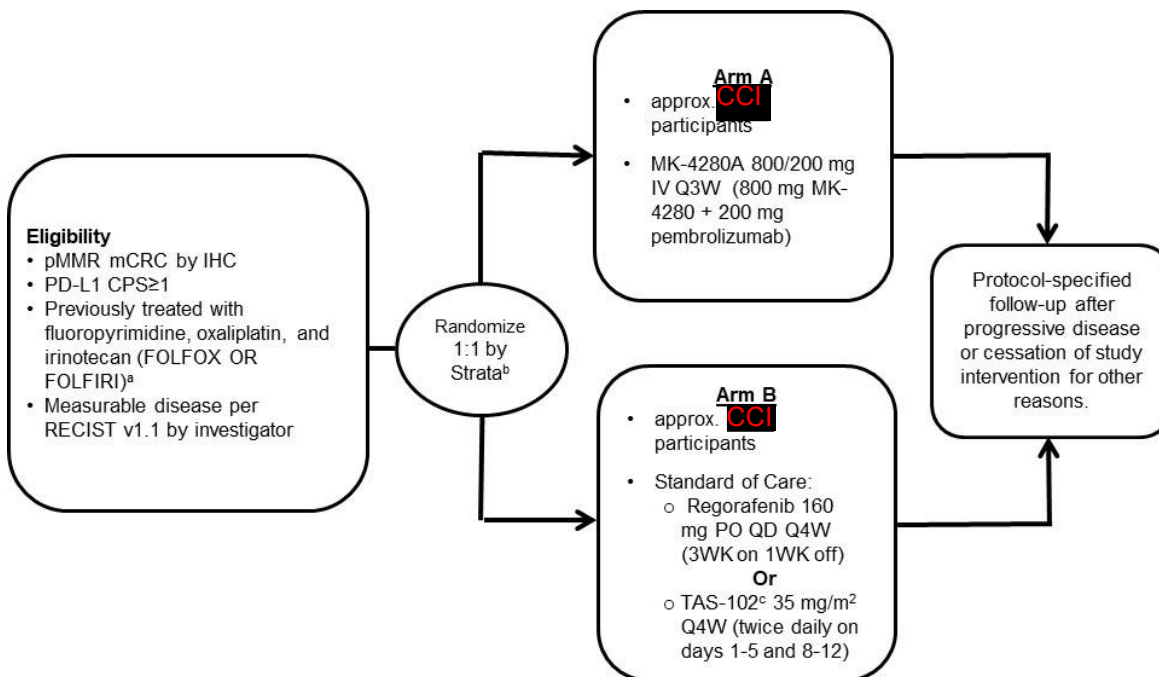 Eligibility
• pMMR mCRC by IHC
• PD-L1 CPS≥1
• Previously treated with
fluoropyrimidine, oxaliplatin, and
irinotecan (FOLFOX OR
FOLFIRI)ᵃ
• Measurable disease per
RECIST v1.1 by investigator
Randomize
1:1 by
Strataᵇ
Arm A
• approx. CCI
participants
• MK-4280A 800/200 mg
IV Q3W (800 mg MK-
4280 + 200 mg
pembrolizumab)
Arm B
• approx. CCI
participants
• Standard of Care:
o Regorafenib 160
mg PO QD Q4W
(3WK on 1WK off)
Or
o TAS-102ᶜ 35 mg/m²
Q4W (twice daily on
days 1-5 and 8-12)
Protocol-specified
follow-up after
progressive disease
or cessation of study
intervention for other
reasons.